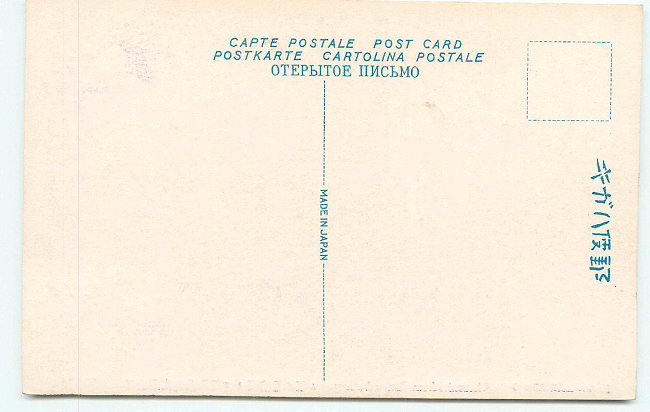 CAPTE POSTALE POST CARD
POSTKARTE CARTOLINA POSTALE
ОТЕРЫТОЕ ПИСЬМО
MADE IN JAPAN
キガハ便郵